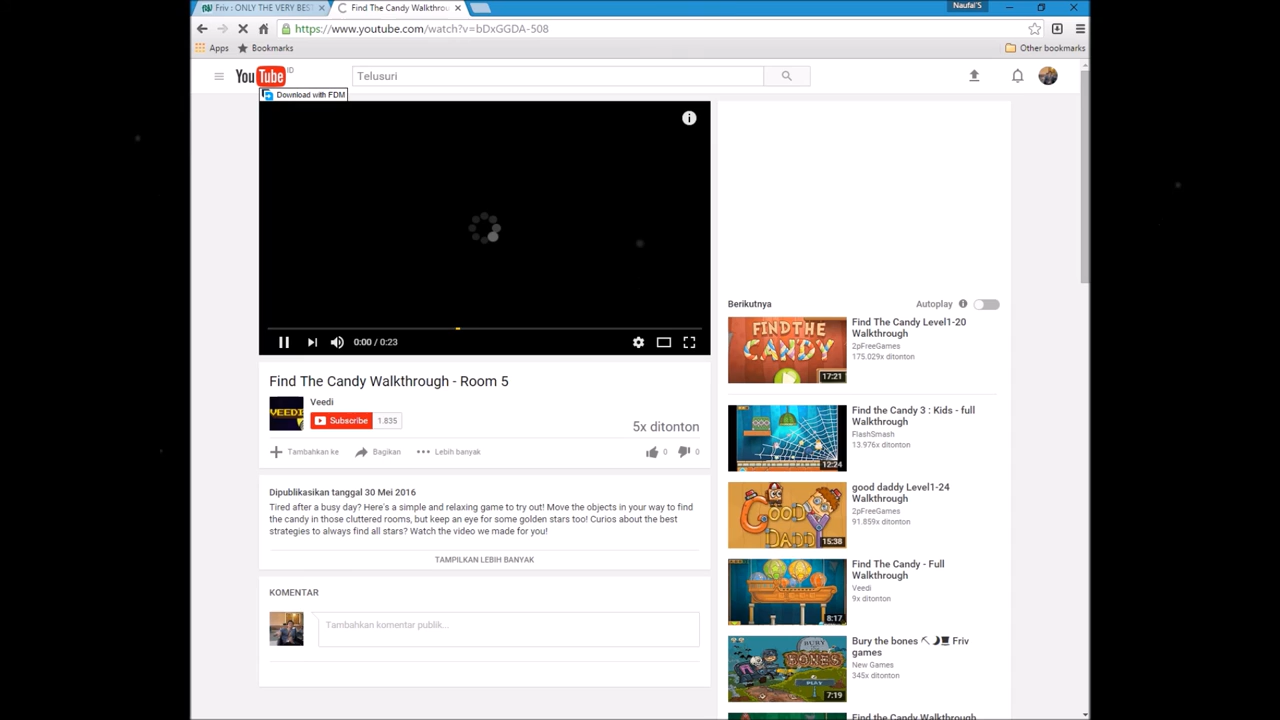 Friv : ONLY THE VERY BEST
Find The Candy Walkthrou
Naufal'S
https://www.youtube.com/watch?v=bDxGGDA-508
Apps
Bookmarks
Other bookmarks
YouTube ID
Telusuri
Download with FDM
0:00 / 0:23
Find The Candy Walkthrough - Room 5
Veedi
VEEDI
Subscribe
1.835
5x ditonton
Tambahkan ke
Bagikan
Lebih banyak
0
0
Dipublikasikan tanggal 30 Mei 2016
Tired after a busy day? Here's a simple and relaxing game to try out! Move the objects in your way to find
the candy in those cluttered rooms, but keep an eye for some golden stars too! Curios about the best
strategies to always find all stars? Watch the video we made for you!
TAMPILKAN LEBIH BANYAK
KOMENTAR
Tambahkan komentar publik...
Berikutnya
Autoplay
FIND THE
CANDY
17:21
Find The Candy Level1-20
Walkthrough
2pFreeGames
175.029x ditonton
12:24
Find the Candy 3 : Kids - full
Walkthrough
FlashSmash
13.976x ditonton
GOOD
DADDY
15:38
good daddy Level1-24
Walkthrough
2pFreeGames
91.859x ditonton
8:17
Find The Candy - Full
Walkthrough
Veedi
9x ditonton
BURY
THE
BONES
PLAY
7:19
Bury the bones ⛏🌙 Friv
games
New Games
345x ditonton
Find The Candy Walkthrough